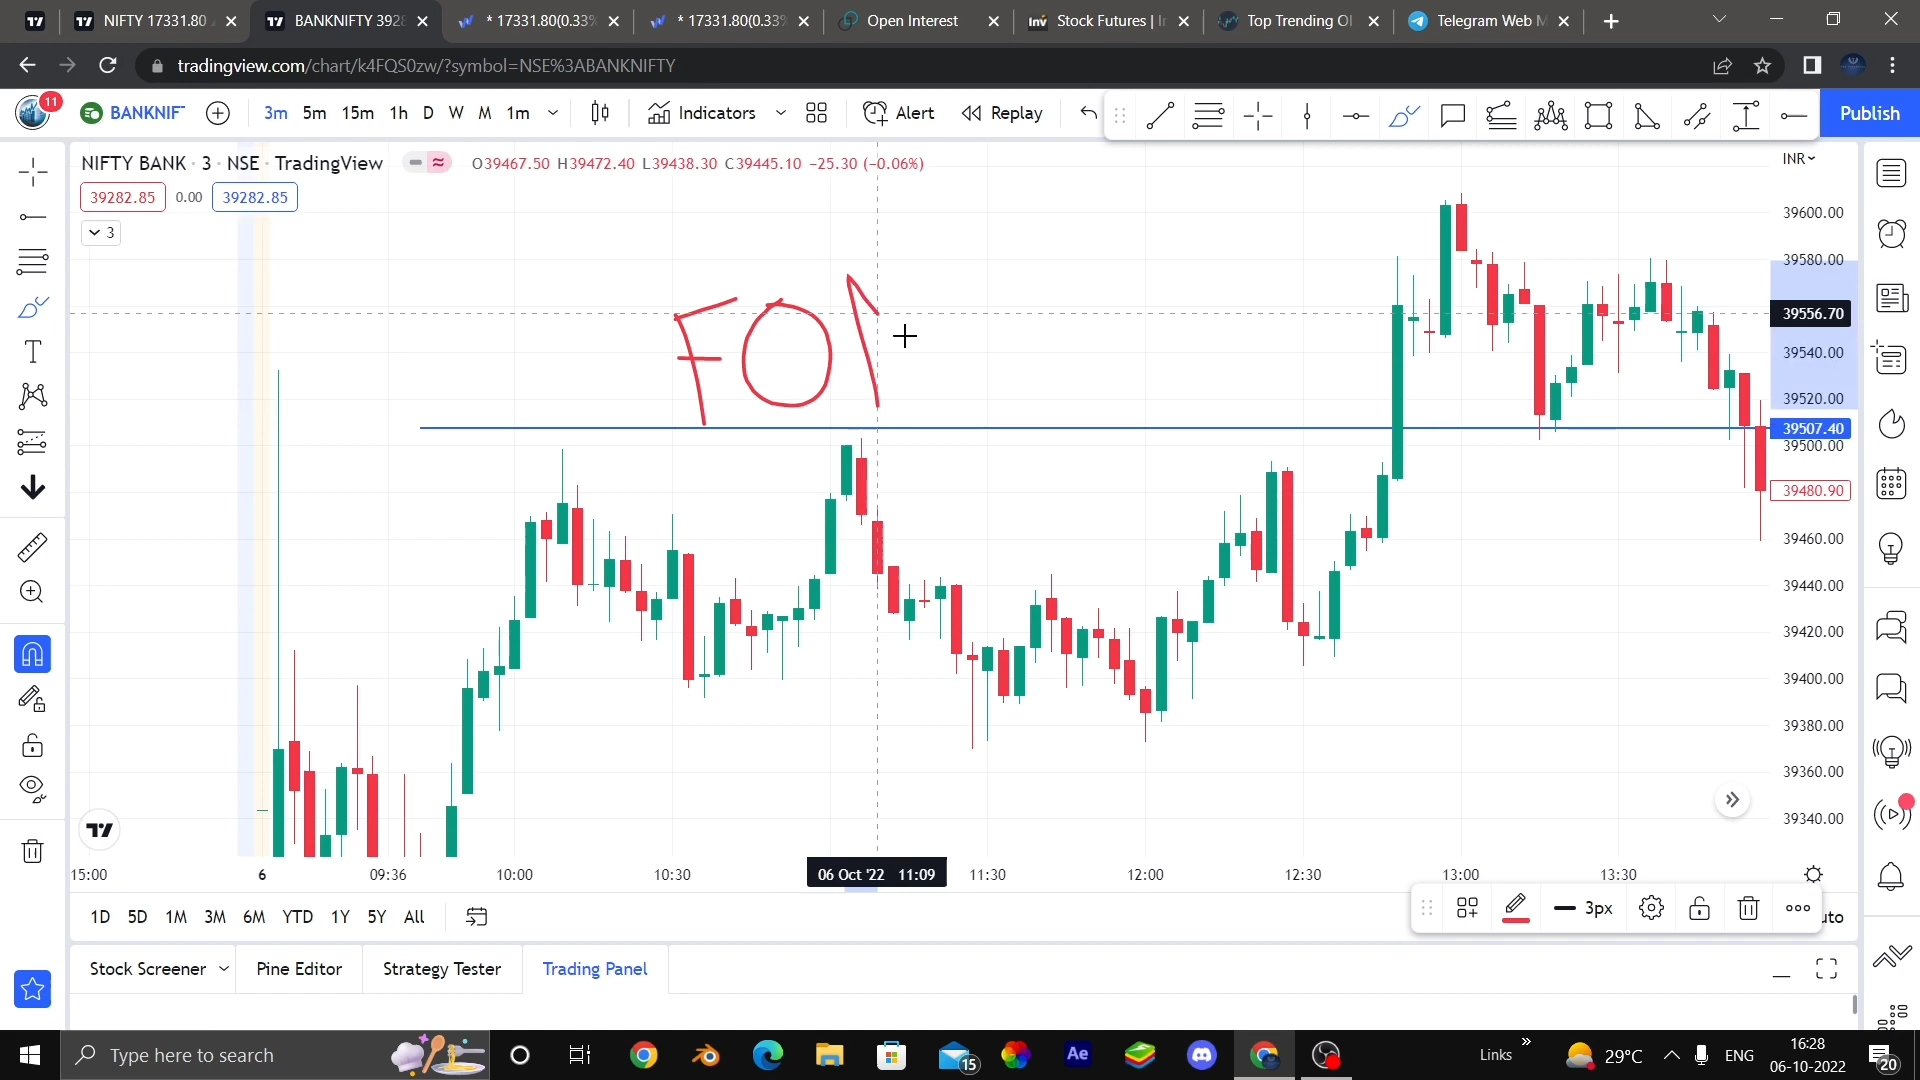 NIFTY 17331.80
BANKNIFTY 3928
* 17331.80(0.33%
* 17331.80(0.33%
Open Interest
Inv Stock Futures | I
Top Trending OI
Telegram Web
tradingview.com/chart/k4FQS0zw/?symbol=NSE%3ABANKNIFTY
11
BANKNIF
3m 5m 15m 1h D W M 1m
Indicators
Alert
Replay
Publish
NIFTY BANK · 3 · NSE · TradingView
O39467.50 H39472.40 L39438.30 C39445.10 −25.30 (−0.06%)
INR
39282.85 0.00 39282.85
3
FO
39600.00
39580.00
39556.70
39540.00
39520.00
39507.40
39500.00
39480.90
39460.00
39440.00
39420.00
39400.00
39380.00
39360.00
39340.00
15:00 6 09:36 10:00 10:30 06 Oct '22 11:09 11:30 12:00 12:30 13:00 13:30
1D 5D 1M 3M 6M YTD 1Y 5Y All
3px
uto
Stock Screener Pine Editor Strategy Tester Trading Panel
Type here to search
15
Ae
Links
29°C
ENG
16:28
06-10-2022
20